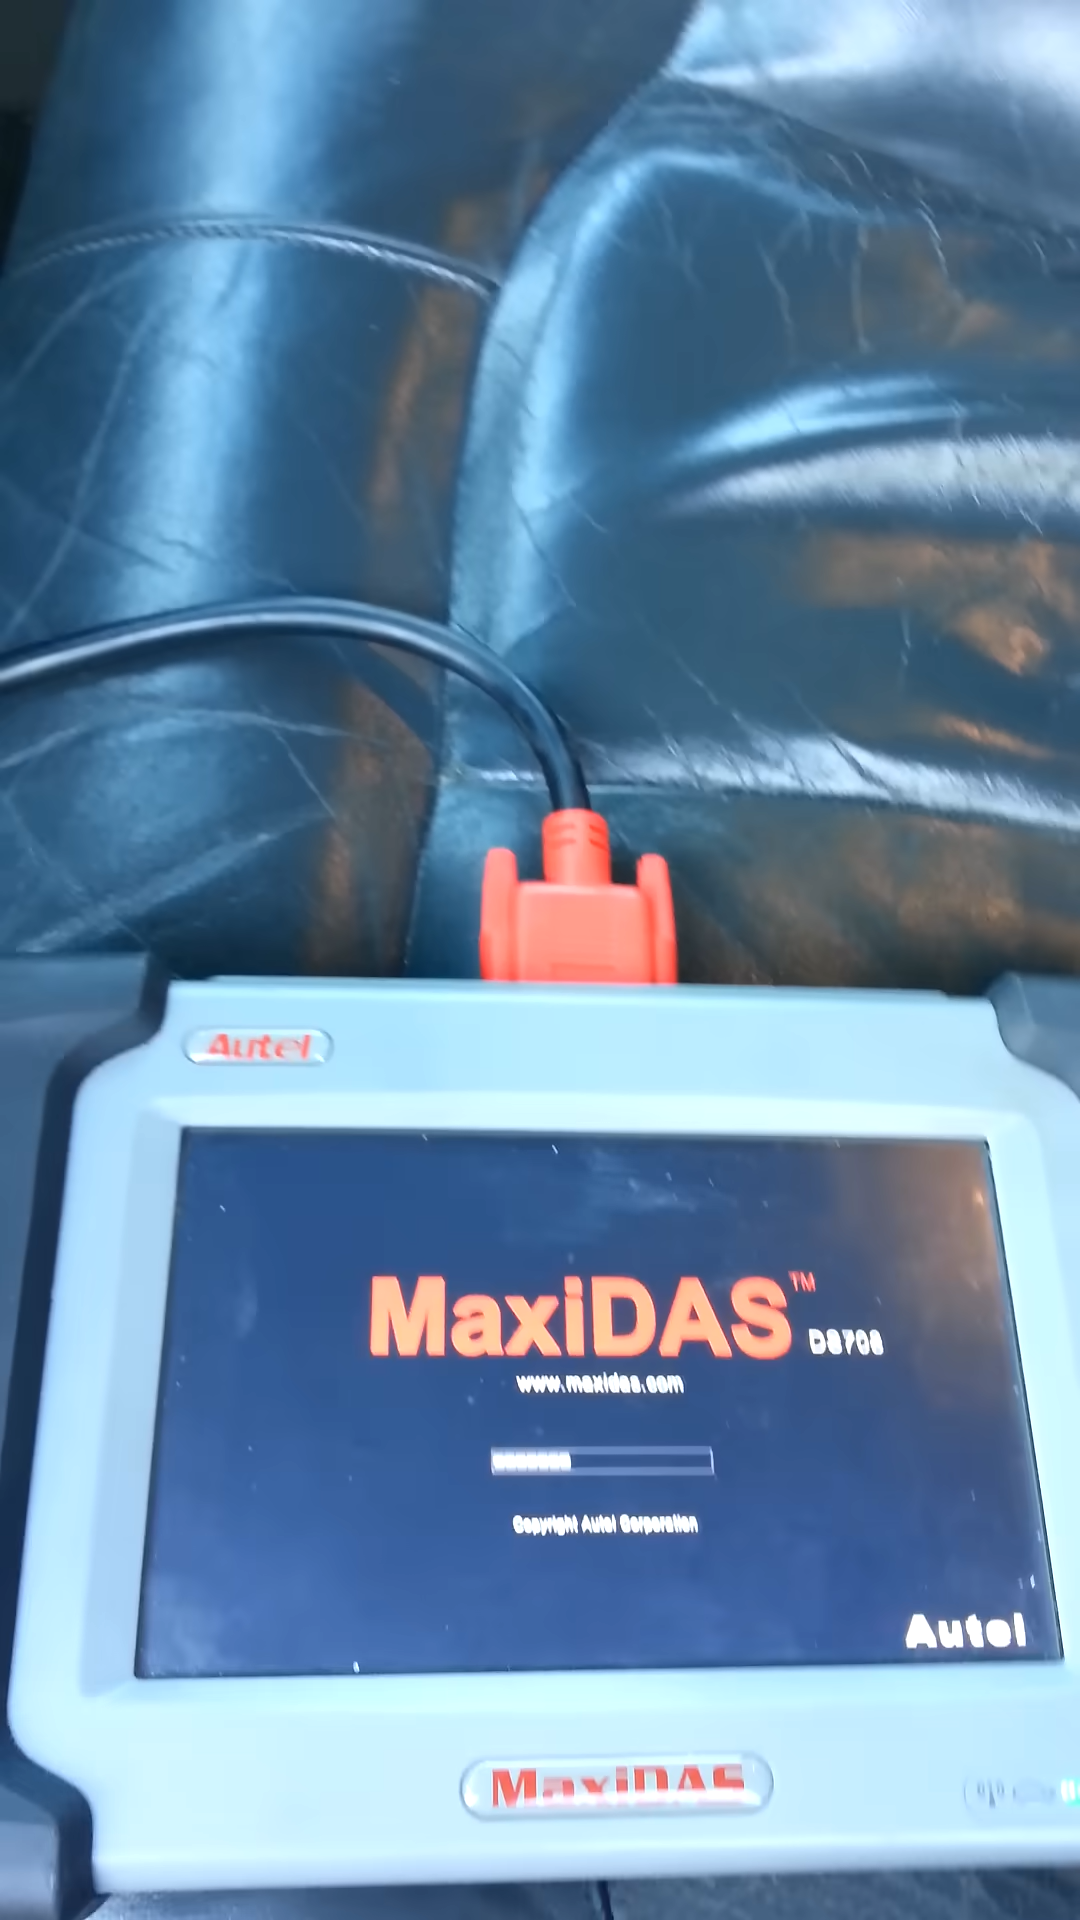 Autel
MaxiDAS™ DS708
www.maxidas.com
Copyright Autel Corporation
Autel
MaxiDAS